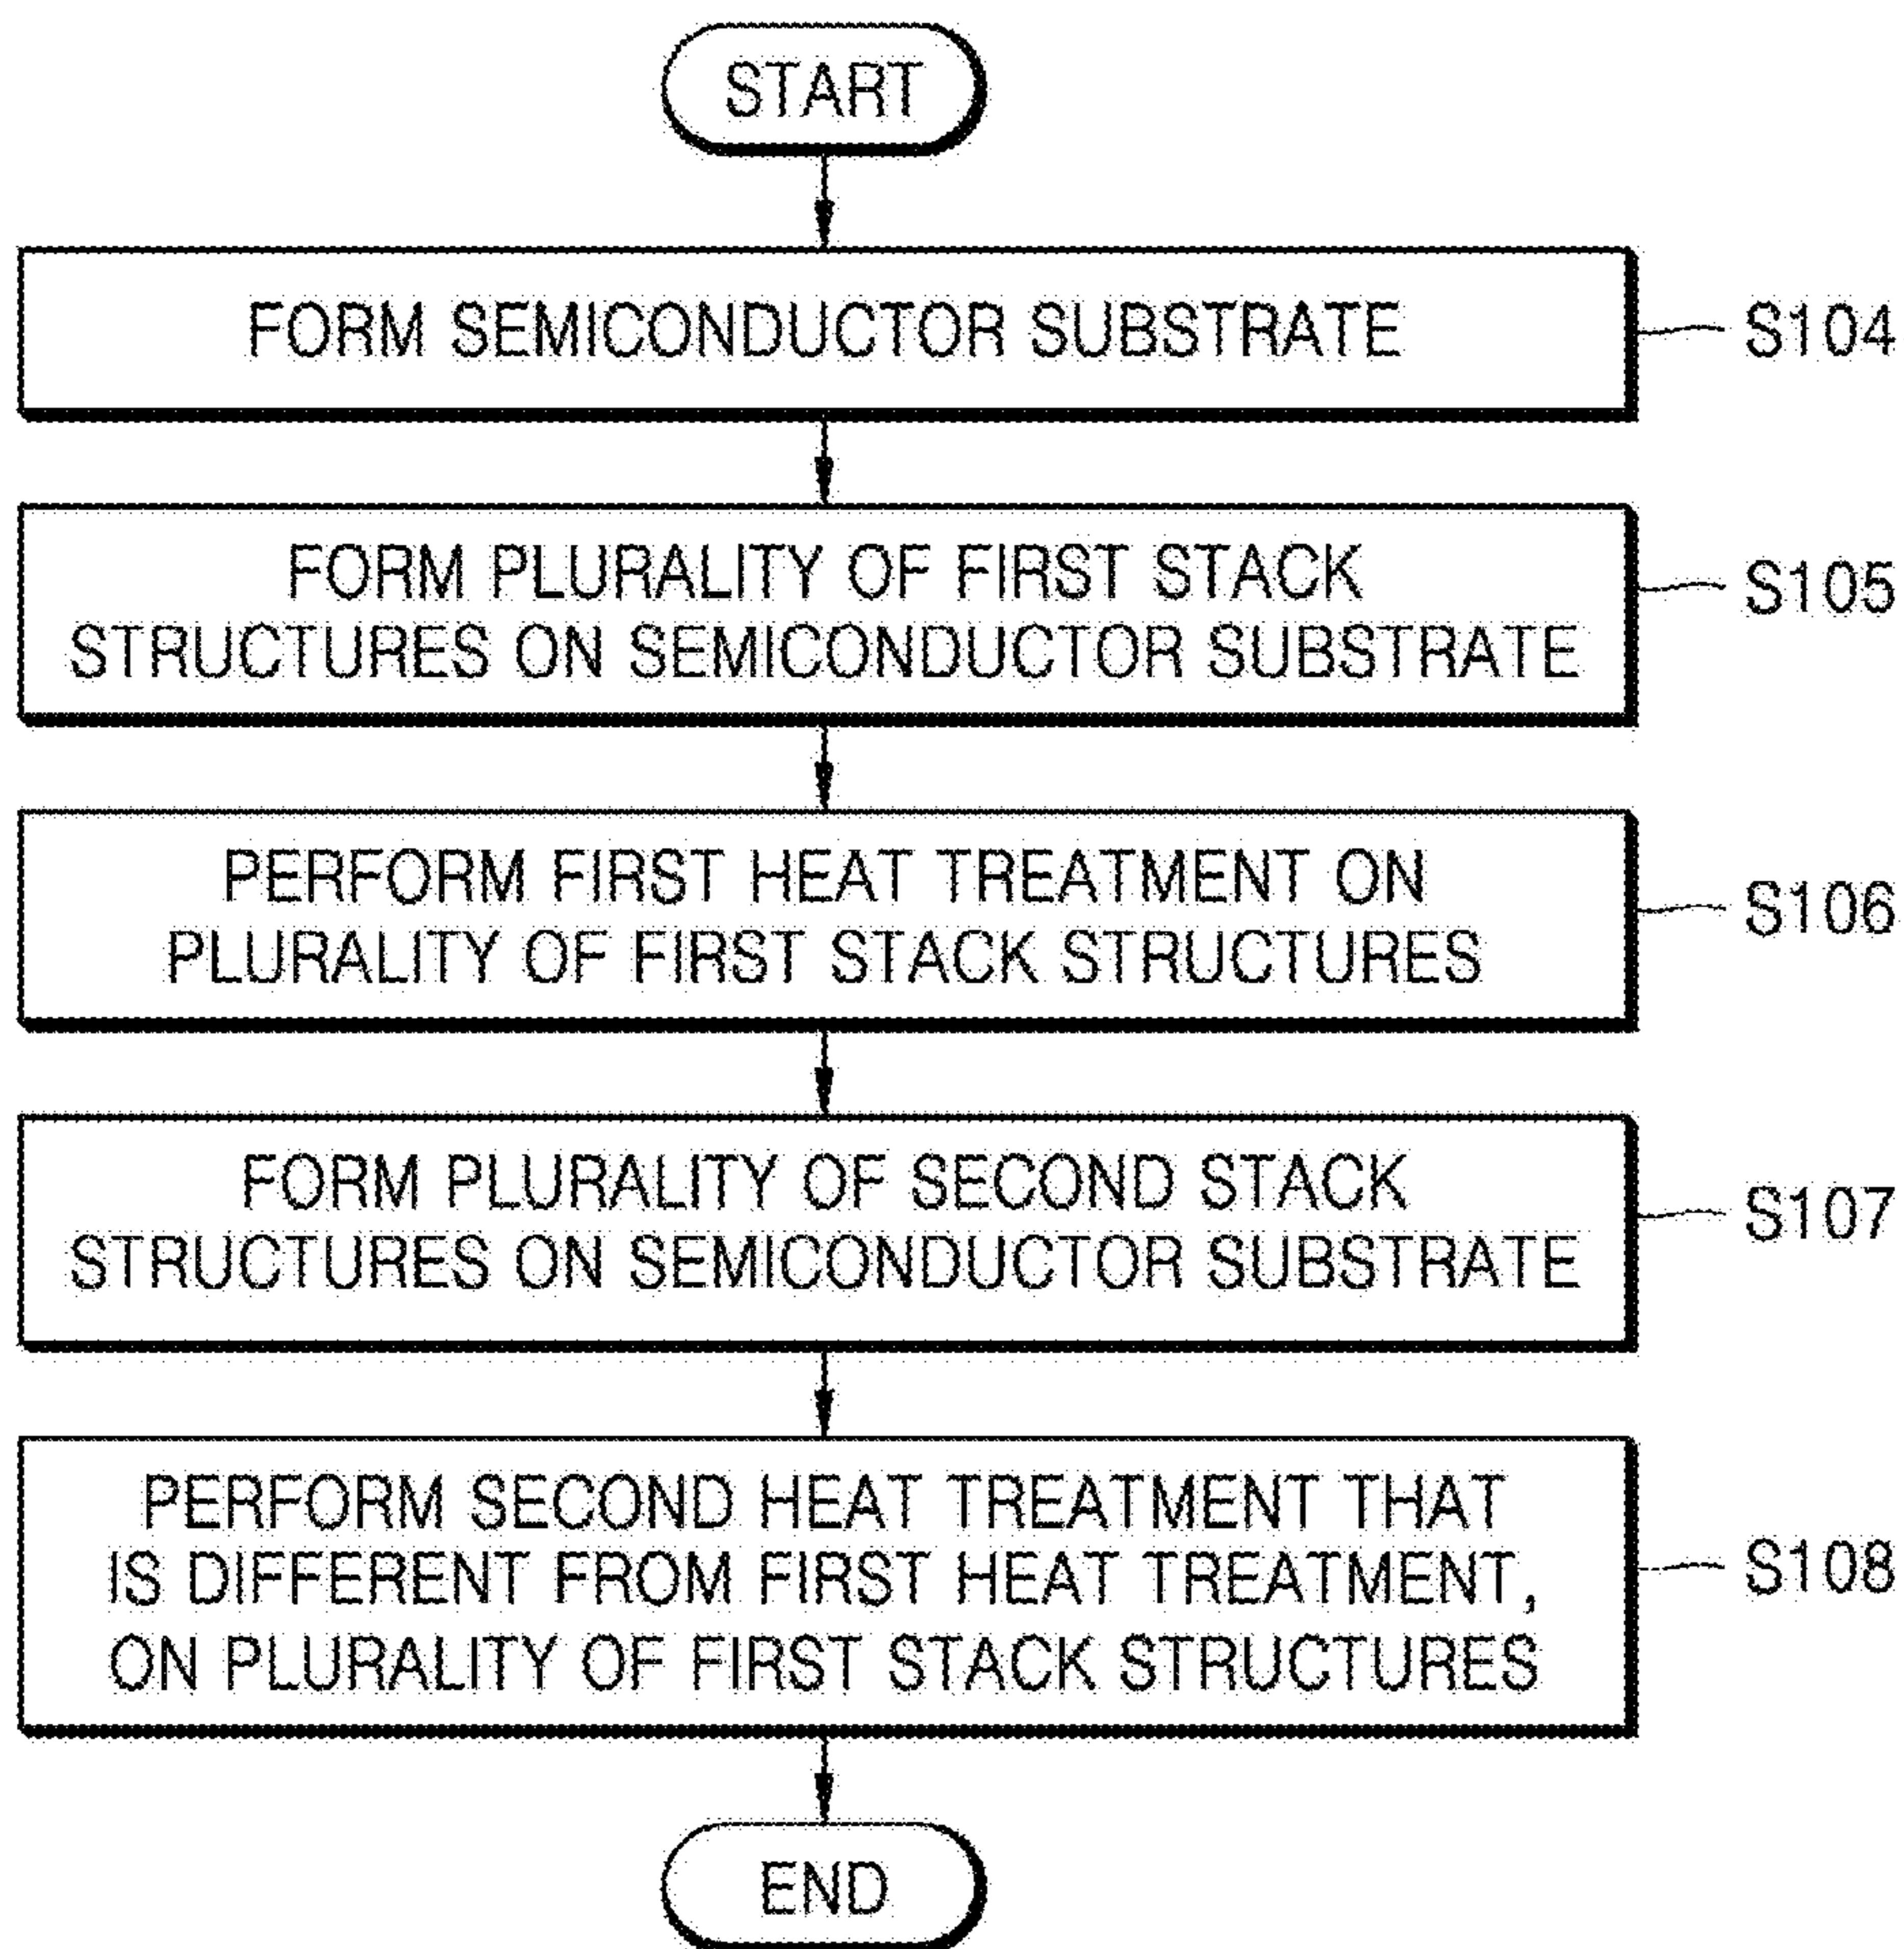 START
FORM SEMICONDUCTOR SUBSTRATE
S104
FORM PLURALITY OF FIRST STACK
STRUCTURES ON SEMICONDUCTOR SUBSTRATE
S105
PERFORM FIRST HEAT TREATMENT ON
PLURALITY OF FIRST STACK STRUCTURES
S106
FORM PLURALITY OF SECOND STACK
STRUCTURES ON SEMICONDUCTOR SUBSTRATE
S107
PERFORM SECOND HEAT TREATMENT THAT
IS DIFFERENT FROM FIRST HEAT TREATMENT,
ON PLURALITY OF FIRST STACK STRUCTURES
S108
END